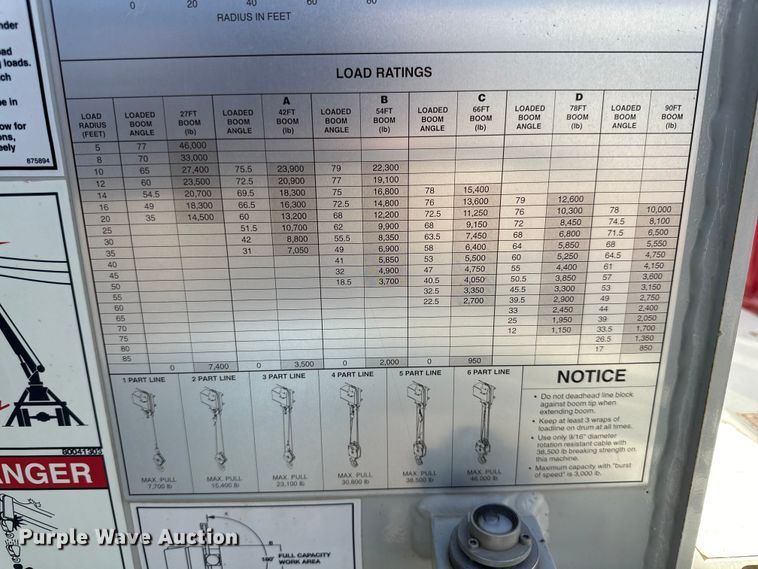 0 20 40 60 80
RADIUS IN FEET
nder
oad
g loads.
tch
be in
ow for
ons,
eely
875894
LOAD RATINGS
A B C D
LOAD RADIUS (FEET) LOADED BOOM ANGLE 27FT BOOM (lb) LOADED BOOM ANGLE 42FT BOOM (lb) LOADED BOOM ANGLE 54FT BOOM (lb) LOADED BOOM ANGLE 66FT BOOM (lb) LOADED BOOM ANGLE 78FT BOOM (lb) LOADED BOOM ANGLE 90FT BOOM (lb)
5 77 46,000
8 70 33,000
10 65 27,400 75.5 23,900 79 22,300
12 60 23,500 72.5 20,900 77 19,100
14 54.5 20,700 69.5 18,300 75 16,800 78 15,400
16 49 18,300 66.5 16,300 72.5 14,800 76 13,600 79 12,600
20 35 14,500 60 13,200 68 12,200 72.5 11,250 76 10,300 78 10,000
25 51.5 10,700 62 9,900 68 9,150 72 8,450 74.5 8,100
30 42 8,800 55.5 8,350 63.5 7,450 68 6,800 71.5 6,500
35 31 7,050 49 6,900 58 6,400 64 5,850 68 5,550
40 41 5,850 53 5,500 60 5,250 64.5 4,750
45 32 4,900 47 4,750 55 4,400 61 4,150
50 18.5 3,700 40.5 4,050 50.5 3,850 57 3,600
55 32.5 3,350 45.5 3,300 53 3,150
60 22.5 2,700 39.5 2,900 49 2,750
65 33 2,450 44 2,400
70 25 1,950 39 2,050
75 12 1,150 33.5 1,700
80 26.5 1,350
85 17 850
0 7,400 0 3,500 0 2,000 0 950
1 PART LINE 2 PART LINE 3 PART LINE 4 PART LINE 5 PART LINE 6 PART LINE
MAX. PULL MAX. PULL MAX. PULL MAX. PULL MAX. PULL MAX. PULL
7,700 lb 15,400 lb 23,100 lb 30,800 lb 38,500 lb 46,000 lb
NOTICE
• Do not deadhead line block
against boom tip when
extending boom.
• Keep at least 3 wraps of
loadline on drum at all times.
• Use only 9/16" diameter
rotation resistant cable with
38,500 lb breaking strength on
this machine.
• Maximum capacity with "burst
of speed" is 3,000 lb.
90041303
ANGER
A
B
180°
FULL CAPACITY
WORK AREA
Purple Wave Auction